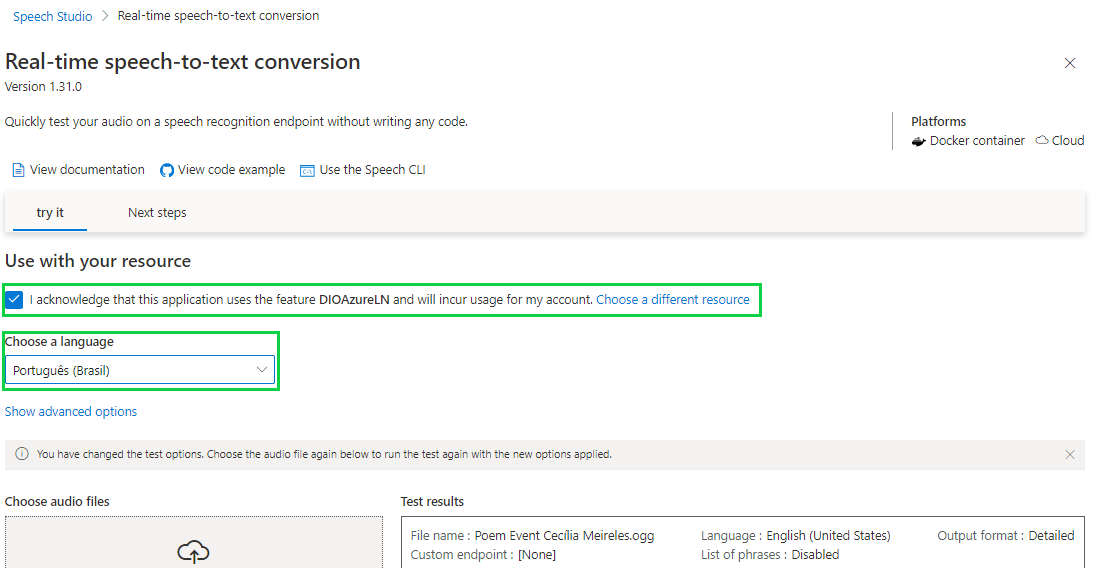 Speech Studio > Real-time speech-to-text conversion
Real-time speech-to-text conversion
Version 1.31.0
Quickly test your audio on a speech recognition endpoint without writing any code.
Platforms
Docker container Cloud
View documentation View code example Use the Speech CLI
try it Next steps
Use with your resource
I acknowledge that this application uses the feature DIOAzureLN and will incur usage for my account. Choose a different resource
Choose a language
Português (Brasil)
Show advanced options
You have changed the test options. Choose the audio file again below to run the test again with the new options applied.
Choose audio files
Test results
File name : Poem Event Cecília Meireles.ogg Language : English (United States) Output format : Detailed
Custom endpoint : [None] List of phrases : Disabled